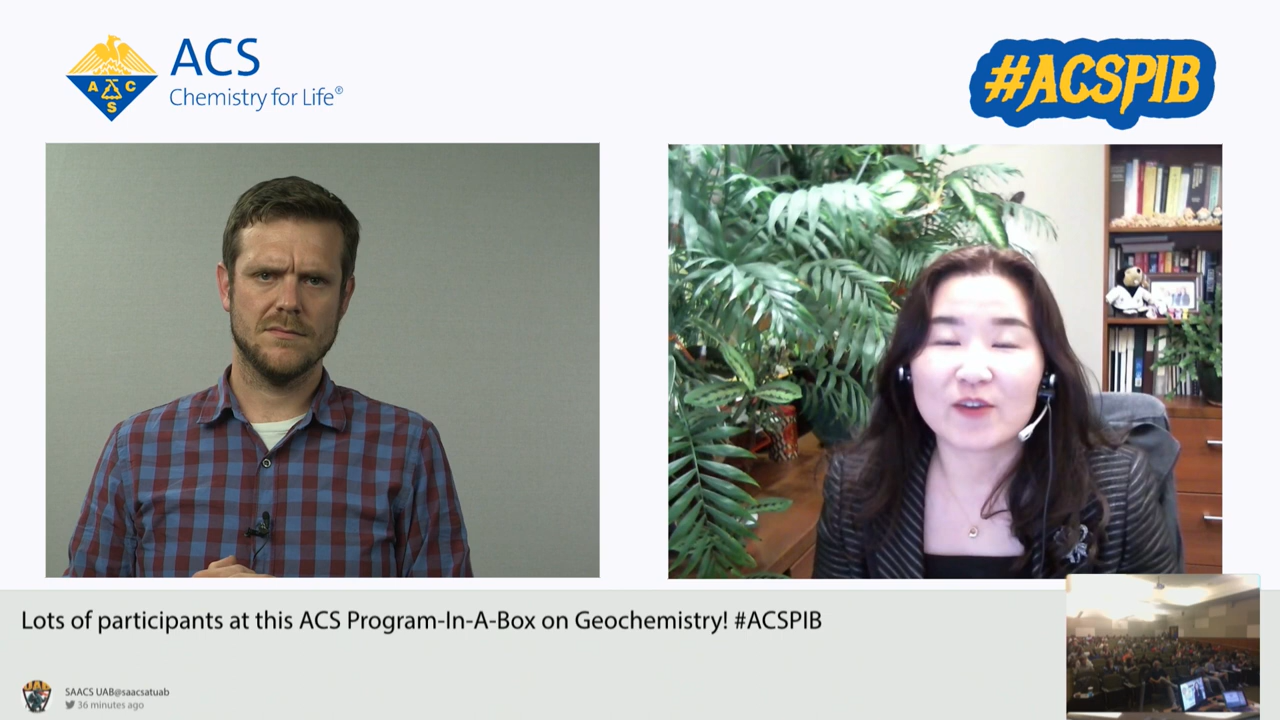 ACS
Chemistry for Life®
A C
S
#ACSPIB
Lots of participants at this ACS Program-In-A-Box on Geochemistry! #ACSPIB
UAB
SAACS UAB@saacsatuab
36 minutes ago